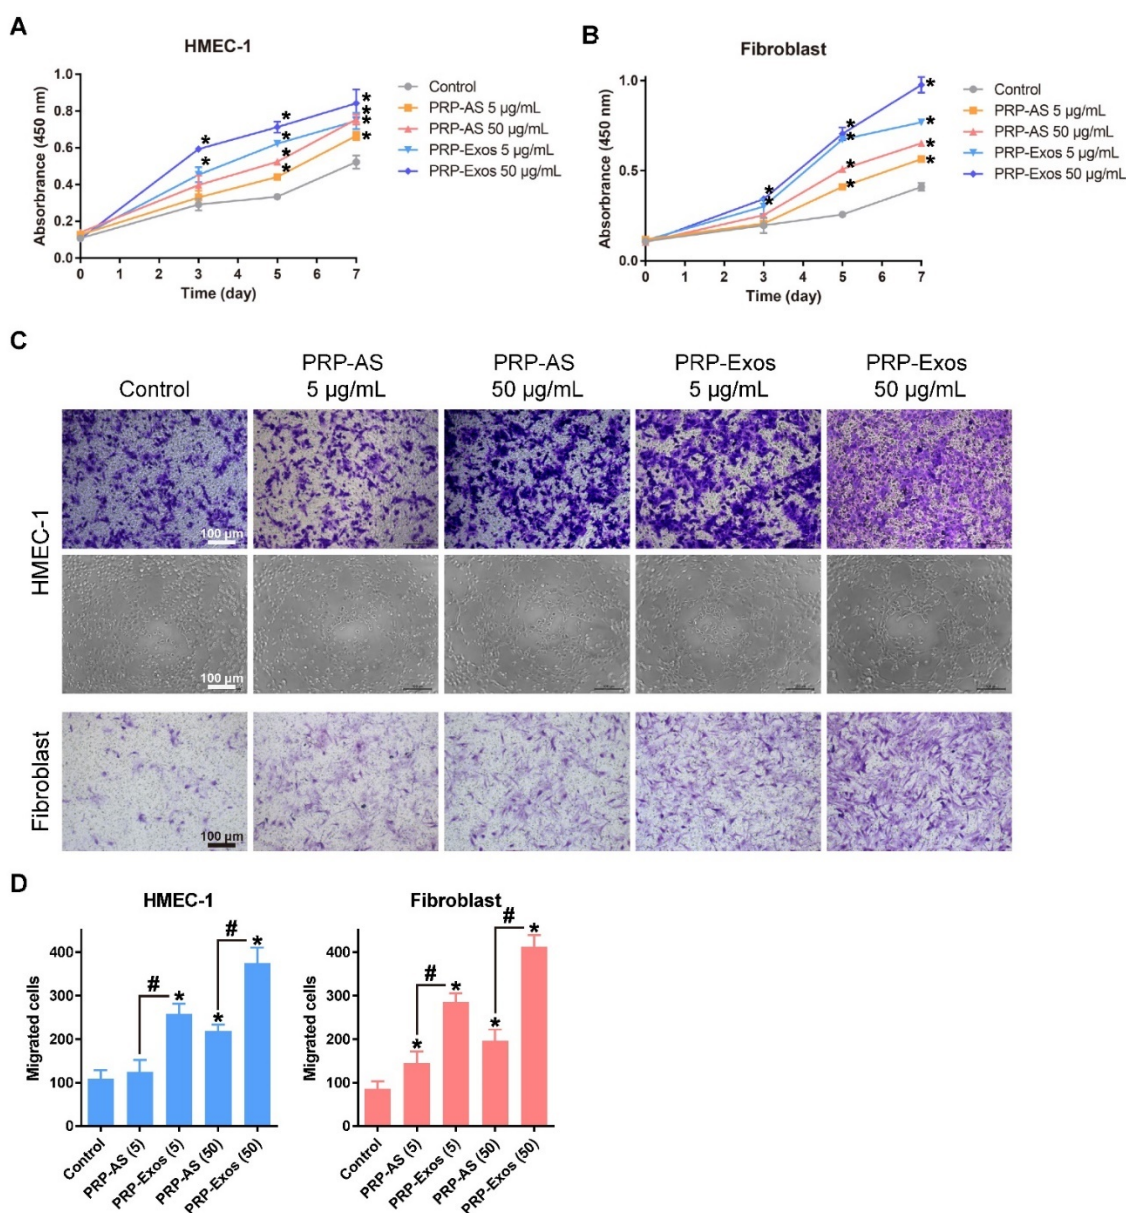 A
HMEC-1
Absorbrance (450 nm)
1.0
0.8
0.6
0.4
0.2
0.0
0 1 2 3 4 5 6 7
Time (day)
* * * * * * * * *
Control
PRP-AS 5 µg/mL
PRP-AS 50 µg/mL
PRP-Exos 5 µg/mL
PRP-Exos 50 µg/mL
B
Fibroblast
Absorbrance (450 nm)
1.0
0.5
0.0
0 1 2 3 4 5 6 7
Time (day)
* * * * * * * * * *
Control
PRP-AS 5 µg/mL
PRP-AS 50 µg/mL
PRP-Exos 5 µg/mL
PRP-Exos 50 µg/mL
C
Control
PRP-AS
5 µg/mL
PRP-AS
50 µg/mL
PRP-Exos
5 µg/mL
PRP-Exos
50 µg/mL
HMEC-1
100 µm
100 µm
Fibroblast
100 µm
D
HMEC-1
Migrated cells
400
300
200
100
0
# * * # *
Control
PRP-AS (5)
PRP-Exos (5)
PRP-AS (50)
PRP-Exos (50)
Fibroblast
Migrated cells
400
300
200
100
0
* # * * # *
Control
PRP-AS (5)
PRP-Exos (5)
PRP-AS (50)
PRP-Exos (50)